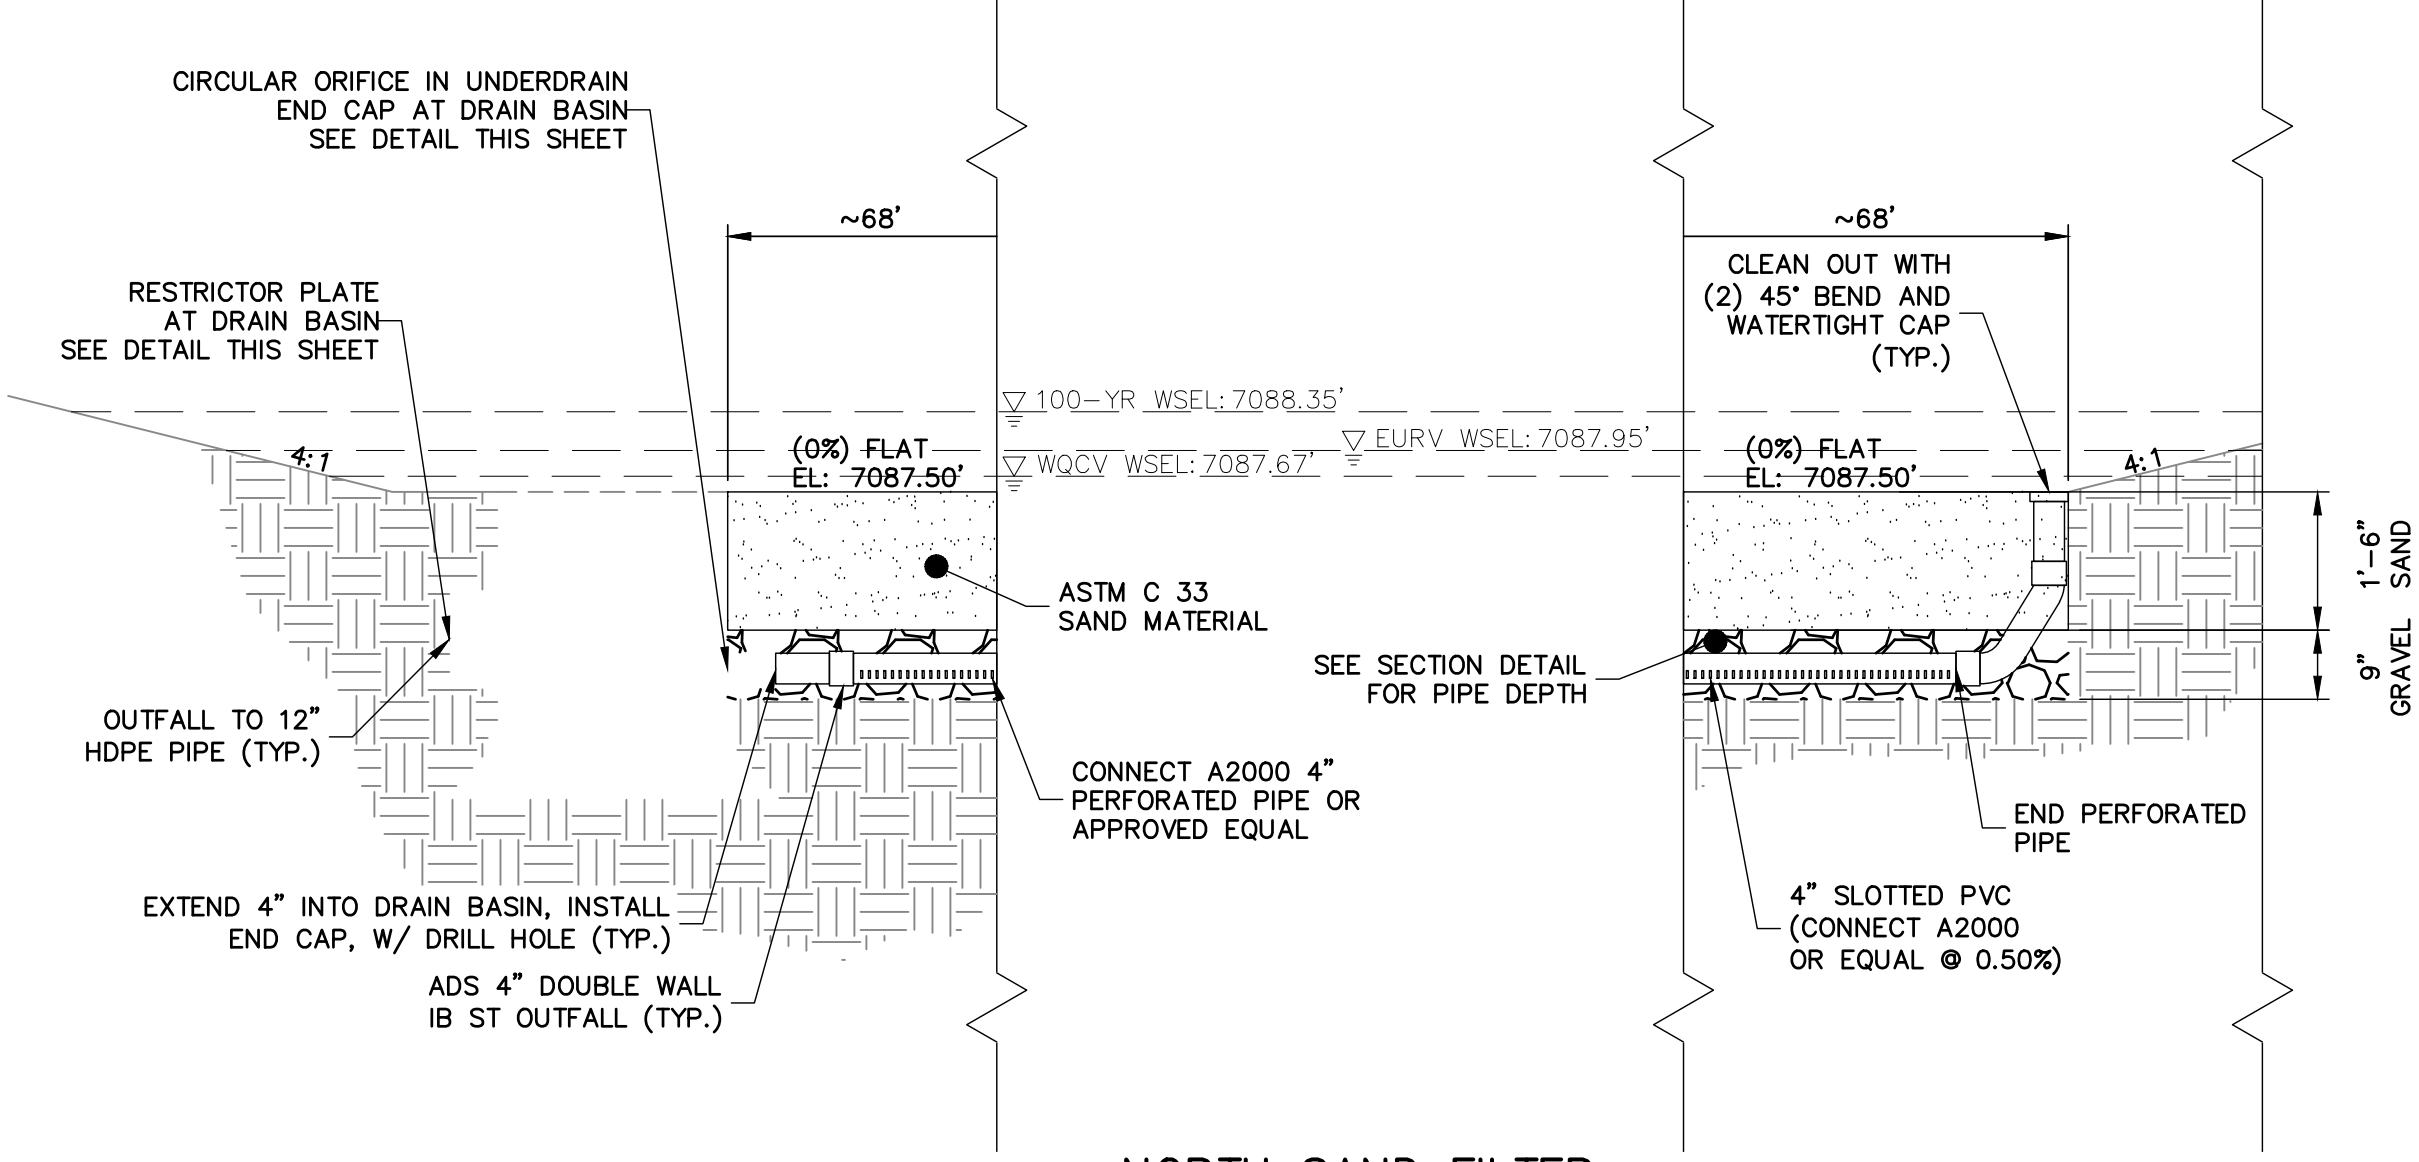 CIRCULAR ORIFICE IN UNDERDRAIN
END CAP AT DRAIN BASIN
SEE DETAIL THIS SHEET
RESTRICTOR PLATE
AT DRAIN BASIN
SEE DETAIL THIS SHEET
~68'
~68'
CLEAN OUT WITH
(2) 45° BEND AND
WATERTIGHT CAP
(TYP.)
100-YR WSEL: 7088.35'
EURV WSEL: 7087.95'
WQCV WSEL: 7087.67'
4:1
(0%) FLAT
EL: 7087.50'
(0%) FLAT
EL: 7087.50'
4:1
ASTM C 33
SAND MATERIAL
1'-6"
SAND
9"
GRAVEL
SEE SECTION DETAIL
FOR PIPE DEPTH
OUTFALL TO 12"
HDPE PIPE (TYP.)
CONNECT A2000 4"
PERFORATED PIPE OR
APPROVED EQUAL
END PERFORATED
PIPE
EXTEND 4" INTO DRAIN BASIN, INSTALL
END CAP, W/ DRILL HOLE (TYP.)
4" SLOTTED PVC
(CONNECT A2000
OR EQUAL @ 0.50%)
ADS 4" DOUBLE WALL
IB ST OUTFALL (TYP.)
NORTH SAND FILTER